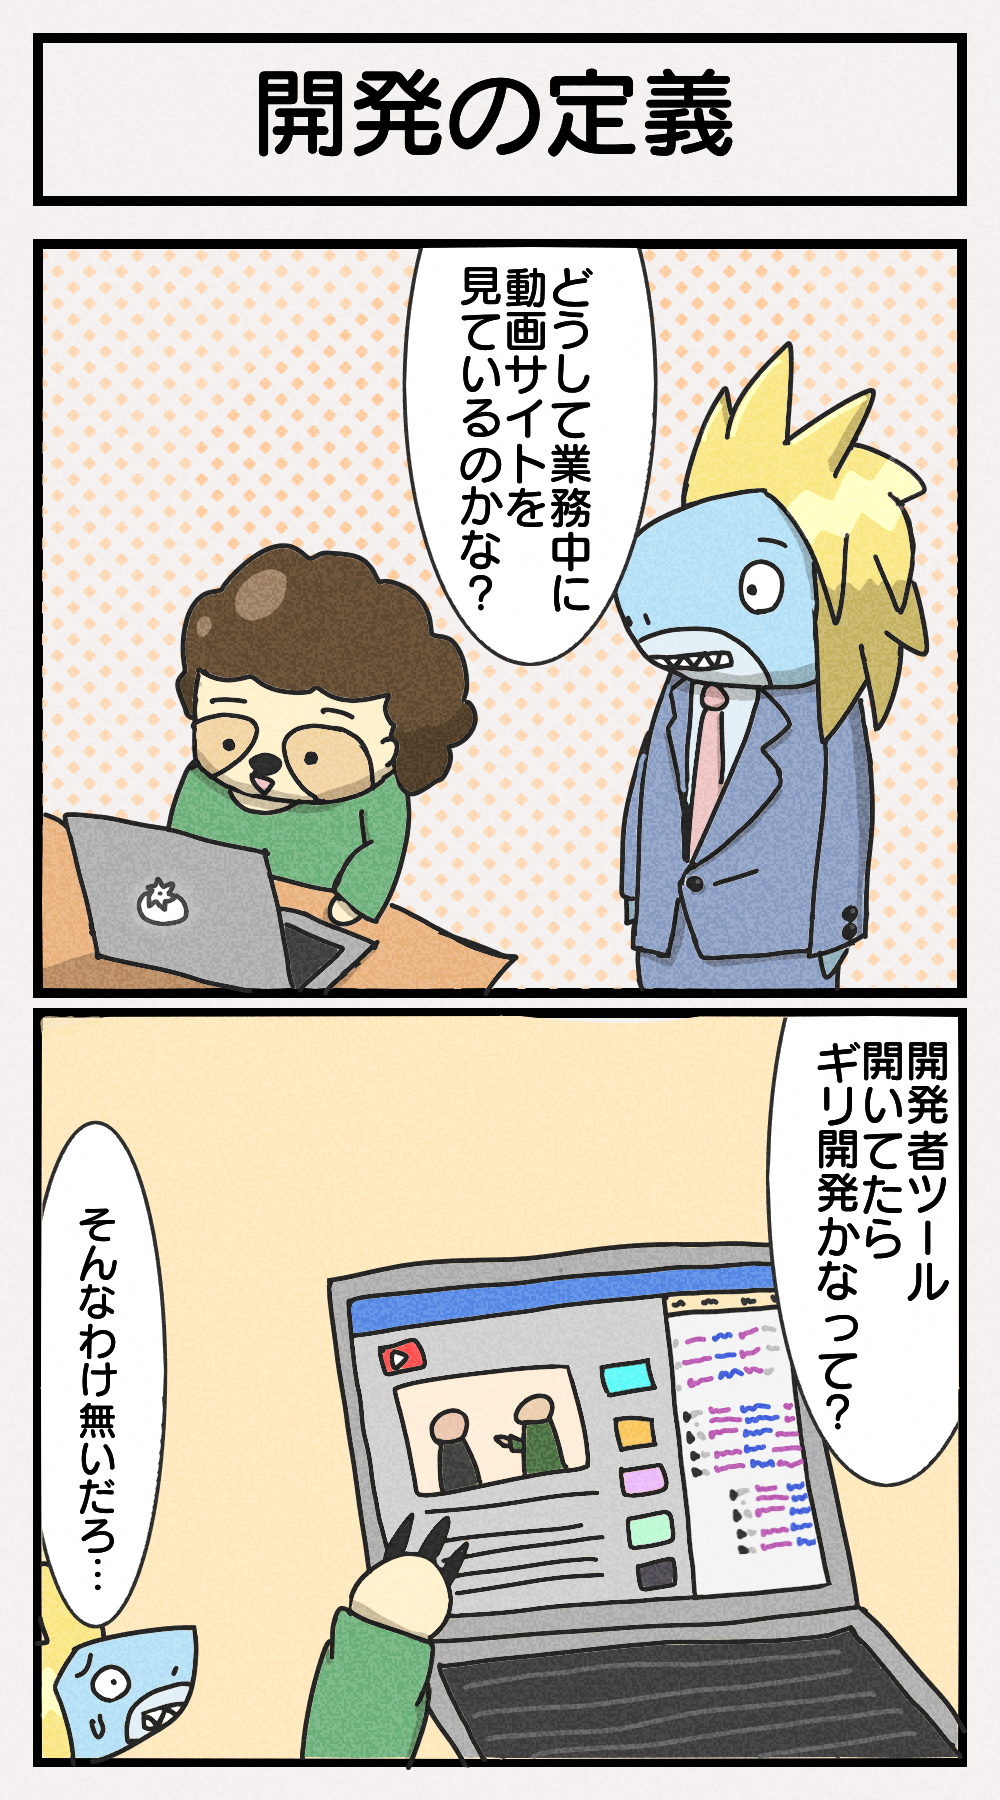 開発の定義
どうして業務中に
動画サイトを
見ているのかな?
開発者ツール
開いてたら
ギリ開発かなって?
そんなわけ無いだろ…